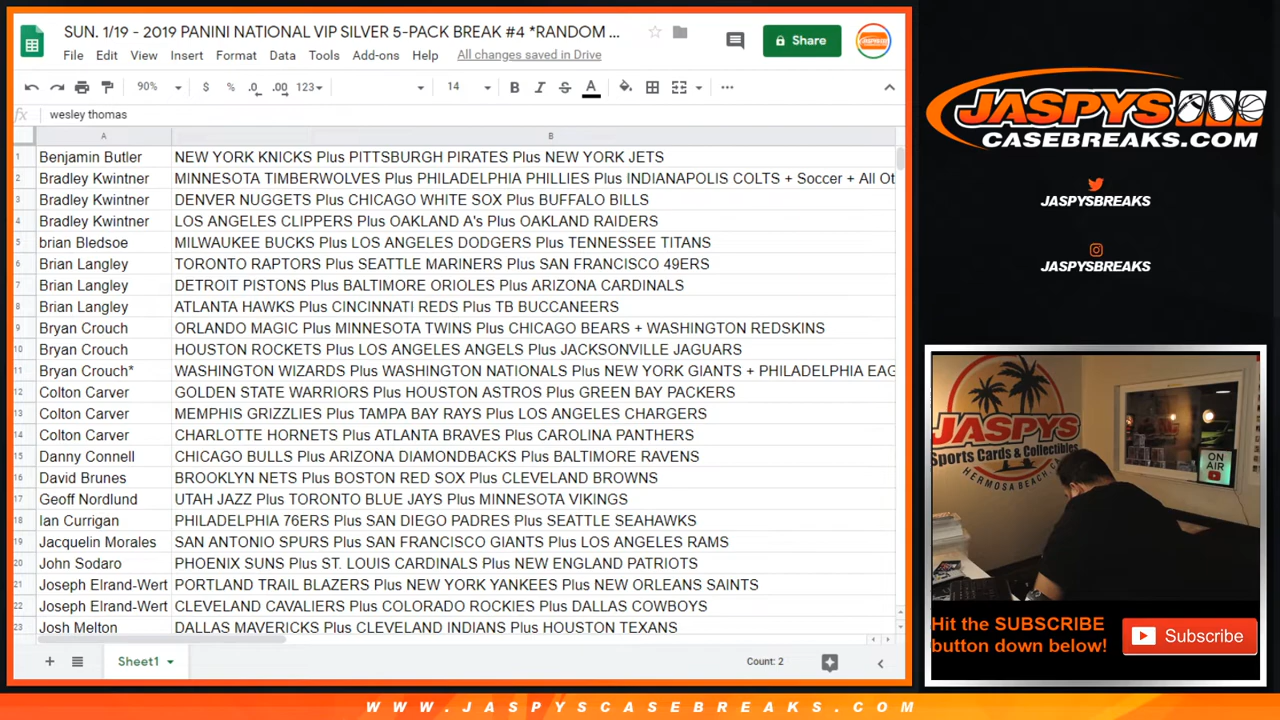 SUN. 1/19 - 2019 PANINI NATIONAL VIP SILVER 5-PACK BREAK #4 *RANDOM ...
Share
File Edit View Insert Format Data Tools Add-ons Help All changes saved in Drive
90% $ % .0 .00 123 14 B I S A
fx wesley thomas
A B
1 Benjamin Butler NEW YORK KNICKS Plus PITTSBURGH PIRATES Plus NEW YORK JETS
2 Bradley Kwintner MINNESOTA TIMBERWOLVES Plus PHILADELPHIA PHILLIES Plus INDIANAPOLIS COLTS + Soccer + All Ot
3 Bradley Kwintner DENVER NUGGETS Plus CHICAGO WHITE SOX Plus BUFFALO BILLS
4 Bradley Kwintner LOS ANGELES CLIPPERS Plus OAKLAND A's Plus OAKLAND RAIDERS
5 brian Bledsoe MILWAUKEE BUCKS Plus LOS ANGELES DODGERS Plus TENNESSEE TITANS
6 Brian Langley TORONTO RAPTORS Plus SEATTLE MARINERS Plus SAN FRANCISCO 49ERS
7 Brian Langley DETROIT PISTONS Plus BALTIMORE ORIOLES Plus ARIZONA CARDINALS
8 Brian Langley ATLANTA HAWKS Plus CINCINNATI REDS Plus TB BUCCANEERS
9 Bryan Crouch ORLANDO MAGIC Plus MINNESOTA TWINS Plus CHICAGO BEARS + WASHINGTON REDSKINS
10 Bryan Crouch HOUSTON ROCKETS Plus LOS ANGELES ANGELS Plus JACKSONVILLE JAGUARS
11 Bryan Crouch* WASHINGTON WIZARDS Plus WASHINGTON NATIONALS Plus NEW YORK GIANTS + PHILADELPHIA EAG
12 Colton Carver GOLDEN STATE WARRIORS Plus HOUSTON ASTROS Plus GREEN BAY PACKERS
13 Colton Carver MEMPHIS GRIZZLIES Plus TAMPA BAY RAYS Plus LOS ANGELES CHARGERS
14 Colton Carver CHARLOTTE HORNETS Plus ATLANTA BRAVES Plus CAROLINA PANTHERS
15 Danny Connell CHICAGO BULLS Plus ARIZONA DIAMONDBACKS Plus BALTIMORE RAVENS
16 David Brunes BROOKLYN NETS Plus BOSTON RED SOX Plus CLEVELAND BROWNS
17 Geoff Nordlund UTAH JAZZ Plus TORONTO BLUE JAYS Plus MINNESOTA VIKINGS
18 Ian Currigan PHILADELPHIA 76ERS Plus SAN DIEGO PADRES Plus SEATTLE SEAHAWKS
19 Jacquelin Morales SAN ANTONIO SPURS Plus SAN FRANCISCO GIANTS Plus LOS ANGELES RAMS
20 John Sodaro PHOENIX SUNS Plus ST. LOUIS CARDINALS Plus NEW ENGLAND PATRIOTS
21 Joseph Elrand-Wert PORTLAND TRAIL BLAZERS Plus NEW YORK YANKEES Plus NEW ORLEANS SAINTS
22 Joseph Elrand-Wert CLEVELAND CAVALIERS Plus COLORADO ROCKIES Plus DALLAS COWBOYS
23 Josh Melton DALLAS MAVERICKS Plus CLEVELAND INDIANS Plus HOUSTON TEXANS
Sheet1 Count: 2
JASPYS
CASEBREAKS.COM
JASPYSBREAKS
JASPYSBREAKS
JASPYS
Sports Cards & Collectibles
HERMOSA BEACH CA
ON
AIR
Hit the SUBSCRIBE
button down below!
Subscribe
WWW.JASPYSCASEBREAKS.COM